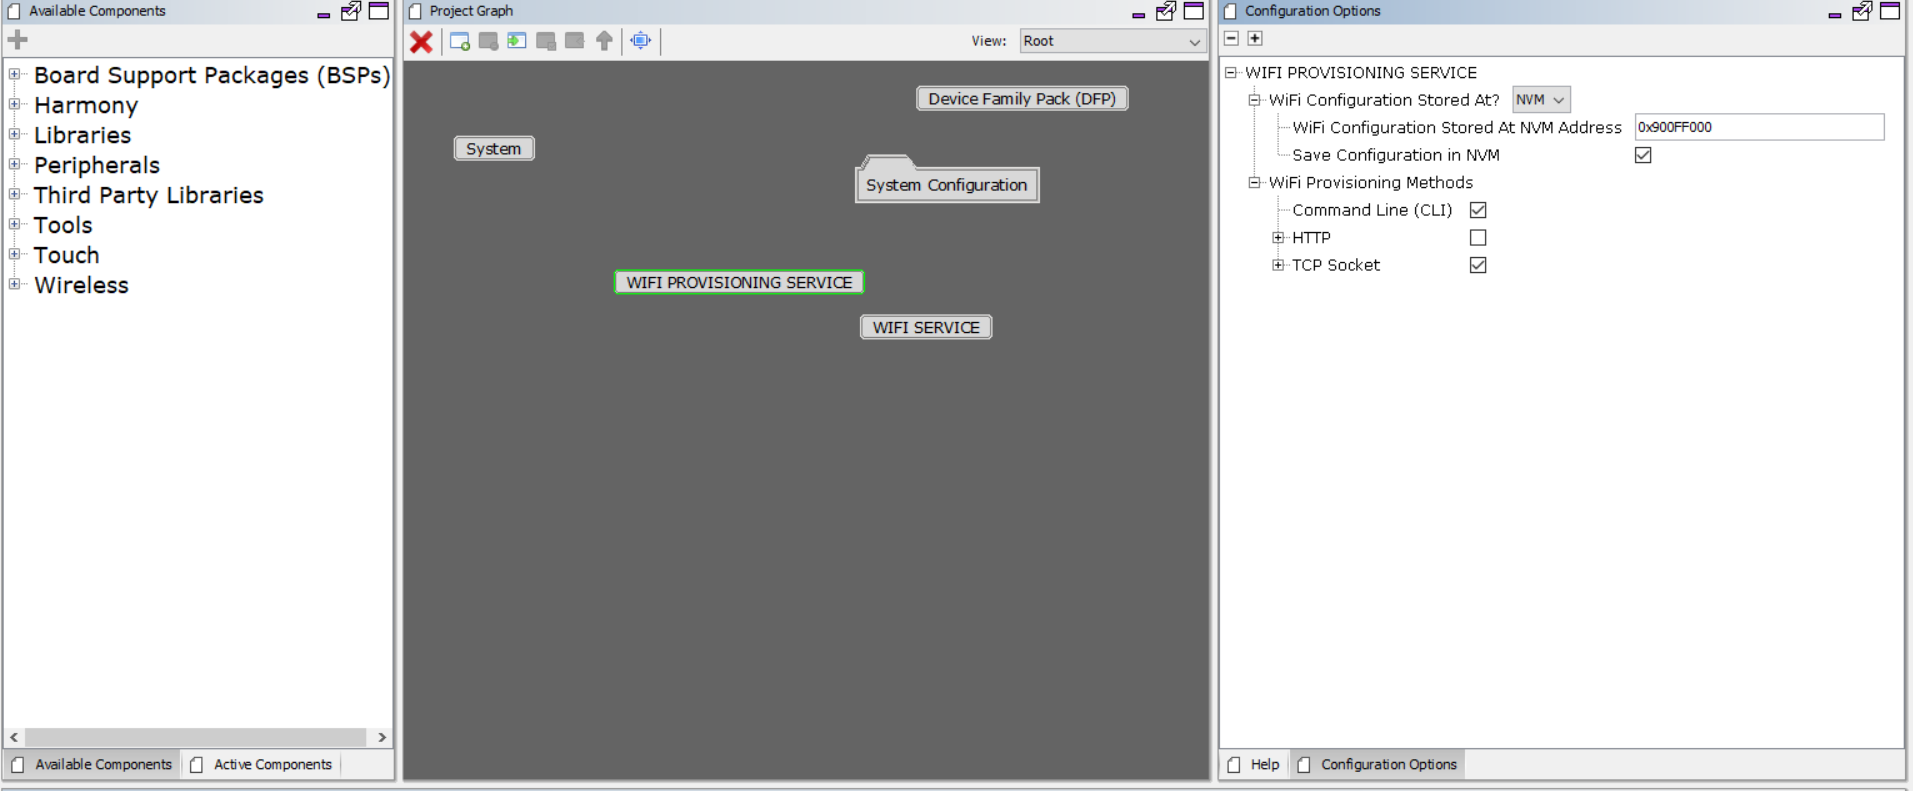 Available Components
Board Support Packages (BSPs)
Harmony
Libraries
Peripherals
Third Party Libraries
Tools
Touch
Wireless
Available Components
Active Components
Project Graph
View: Root
Device Family Pack (DFP)
System
System Configuration
WIFI PROVISIONING SERVICE
WIFI SERVICE
Configuration Options
WIFI PROVISIONING SERVICE
WiFi Configuration Stored At? NVM
WiFi Configuration Stored At NVM Address 0x900FF000
Save Configuration in NVM
WiFi Provisioning Methods
Command Line (CLI)
HTTP
TCP Socket
Help
Configuration Options